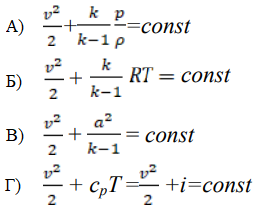 А) v²/2 + k/(k−1) p/ρ = const
Б) v²/2 + k/(k−1) RT = const
В) v²/2 + a²/(k−1) = const
Г) v²/2 + cₚT = v²/2 + i = const